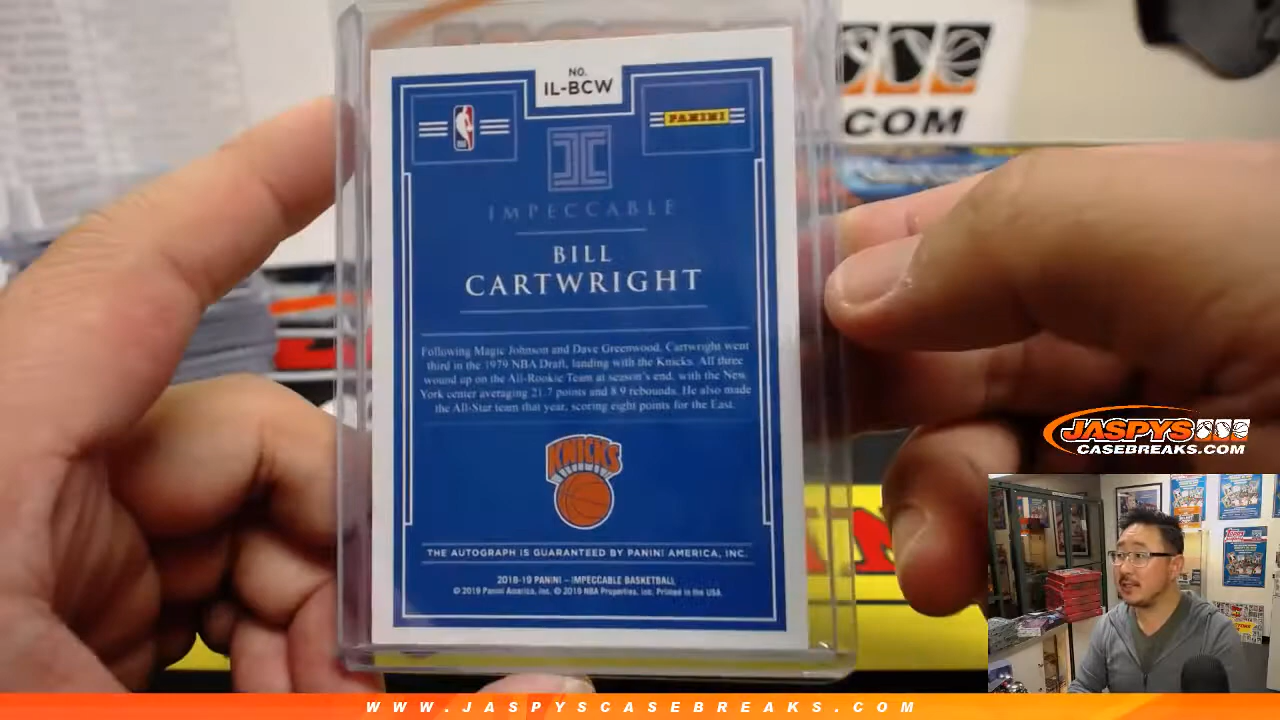 NO.
IL-BCW
PANINI
IMPECCABLE
BILL
CARTWRIGHT
Following Magic Johnson and Dave Greenwood, Cartwright went
third in the 1979 NBA Draft, landing with the Knicks. All three
wound up on the All-Rookie Team at season's end, with the New
York center averaging 21.7 points and 8.9 rebounds. He also made
the All-Star team that year, scoring eight points for the East.
KNICKS
THE AUTOGRAPH IS GUARANTEED BY PANINI AMERICA, INC.
2018-19 PANINI – IMPECCABLE BASKETBALL
© 2019 Panini America, Inc. © 2019 NBA Properties, Inc. Printed in the USA.
.COM
JASPYS
CASEBREAKS.COM
WWW.JASPYSCASEBREAKS.COM